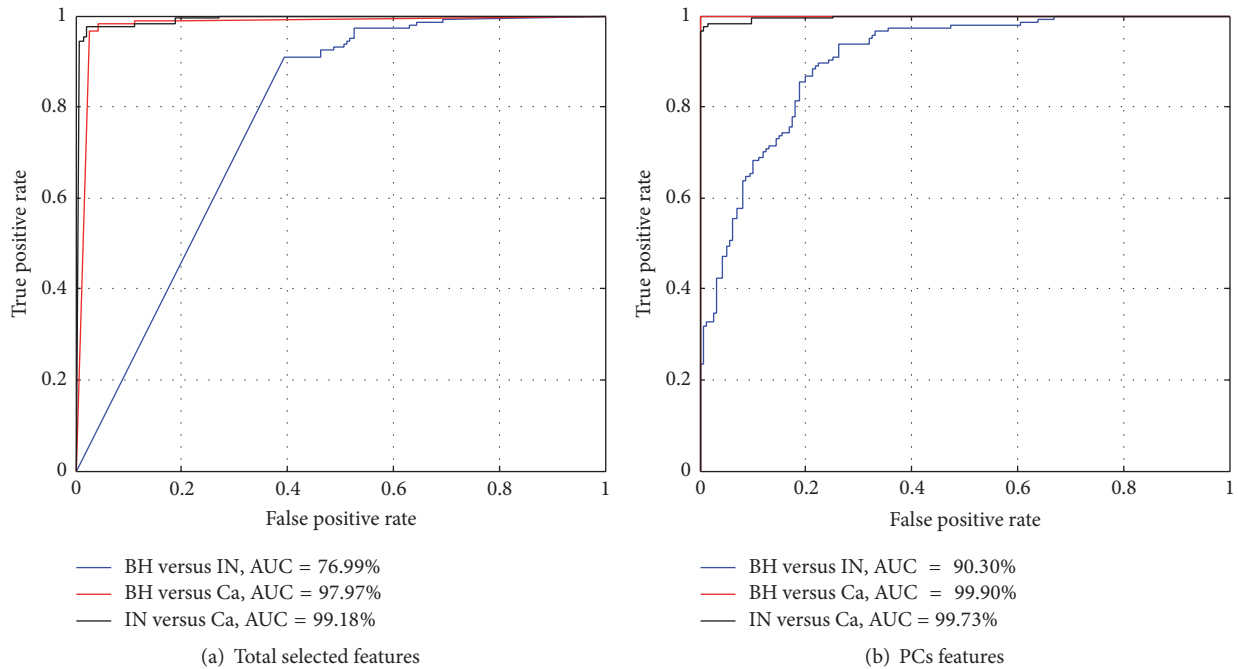 1
0.8
0.6
0.4
0.2
0
True positive rate
0
0.2
0.4
0.6
0.8
1
False positive rate
BH versus IN, AUC = 76.99%
BH versus Ca, AUC = 97.97%
IN versus Ca, AUC = 99.18%
(a) Total selected features
1
0.8
0.6
0.4
0.2
0
True positive rate
0
0.2
0.4
0.6
0.8
1
False positive rate
BH versus IN, AUC = 90.30%
BH versus Ca, AUC = 99.90%
IN versus Ca, AUC = 99.73%
(b) PCs features